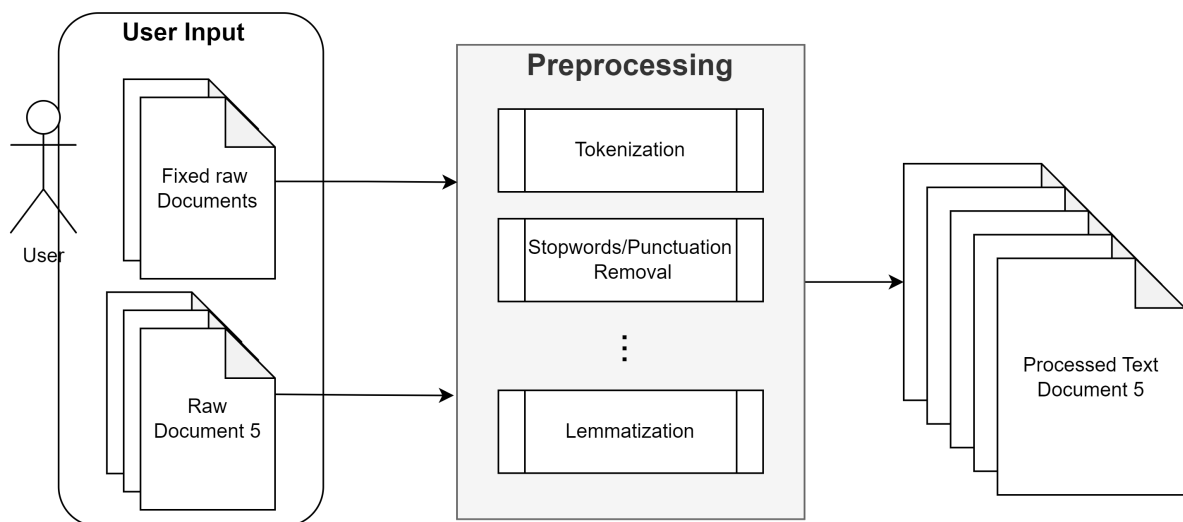 User Input
Fixed raw
Documents
User
Raw
Document 5
Preprocessing
Tokenization
Stopwords/Punctuation
Removal
⋮
Lemmatization
Processed Text
Document 5